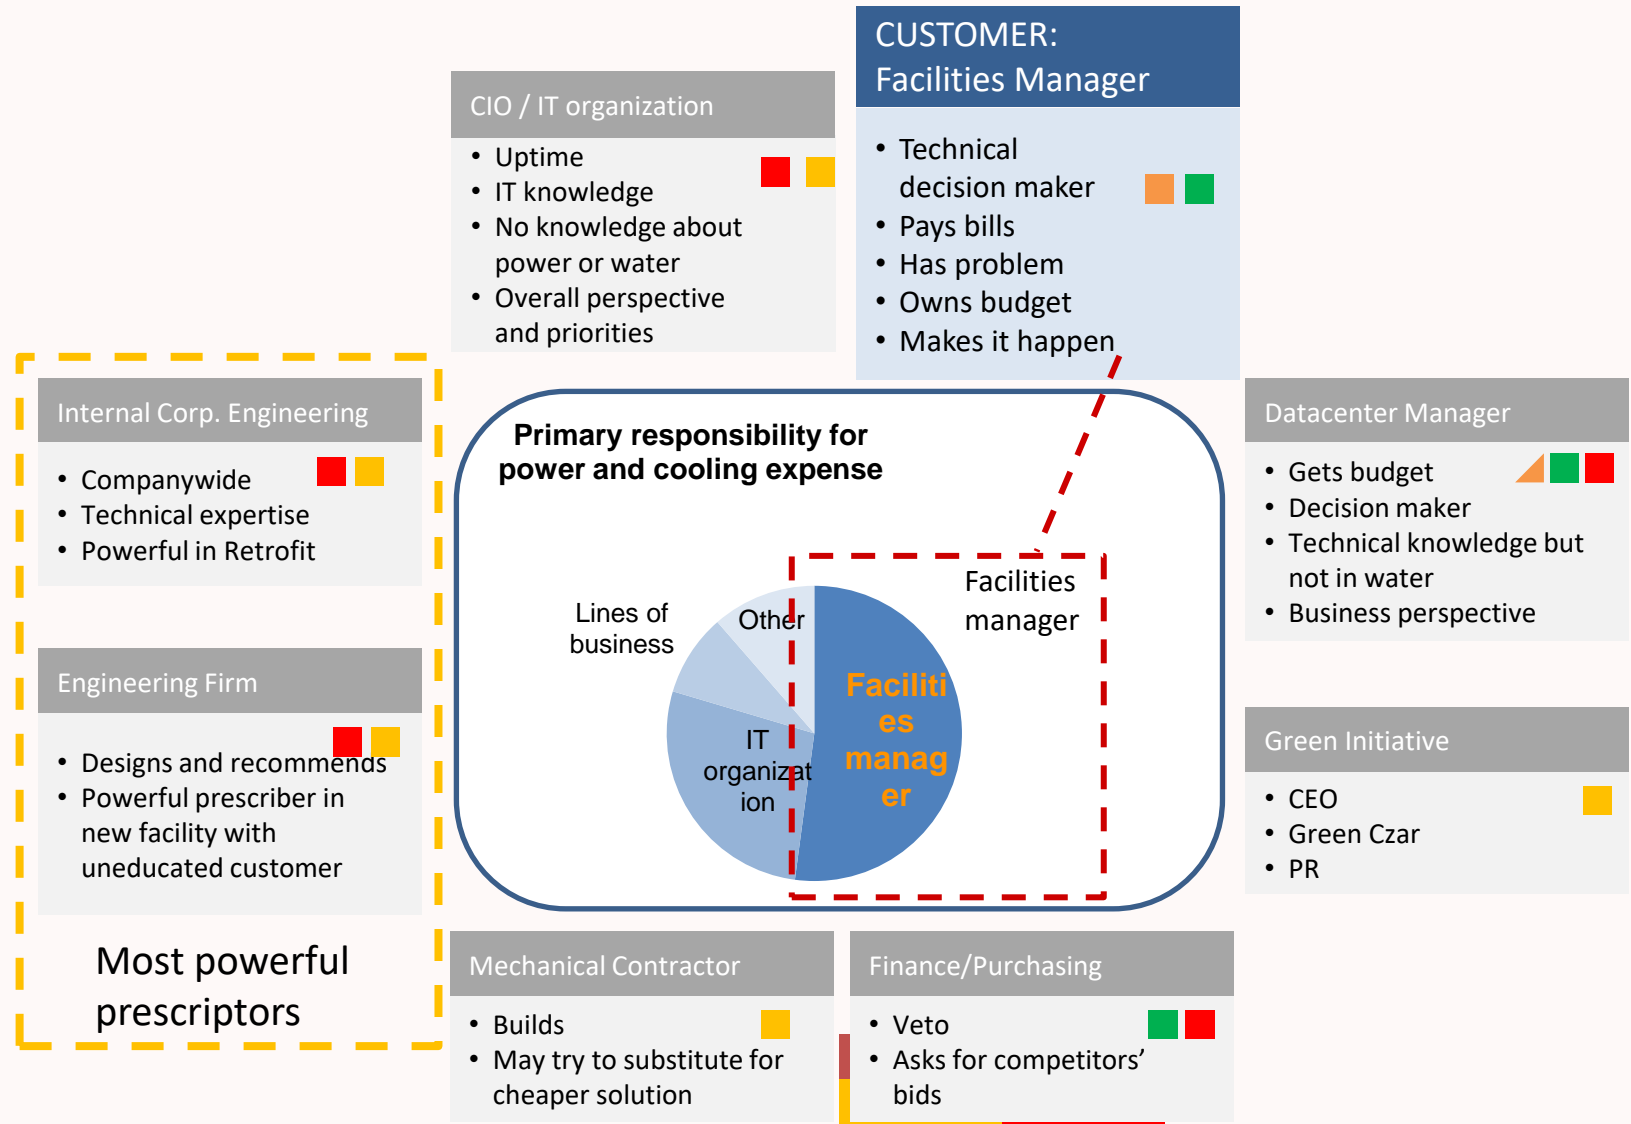 CUSTOMER:
Facilities Manager
• Technical
decision maker
• Pays bills
• Has problem
• Owns budget
• Makes it happen
CIO / IT organization
• Uptime
• IT knowledge
• No knowledge about
power or water
• Overall perspective
and priorities
Internal Corp. Engineering
• Companywide
• Technical expertise
• Powerful in Retrofit
Engineering Firm
• Designs and recommends
• Powerful prescriber in
new facility with
uneducated customer
Most powerful
prescriptors
Primary responsibility for
power and cooling expense
Facilities
manager
Lines of
business
Other
IT
organizat
ion
Faciliti
es
manag
er
Datacenter Manager
• Gets budget
• Decision maker
• Technical knowledge but
not in water
• Business perspective
Green Initiative
• CEO
• Green Czar
• PR
Mechanical Contractor
• Builds
• May try to substitute for
cheaper solution
Finance/Purchasing
• Veto
• Asks for competitors’
bids